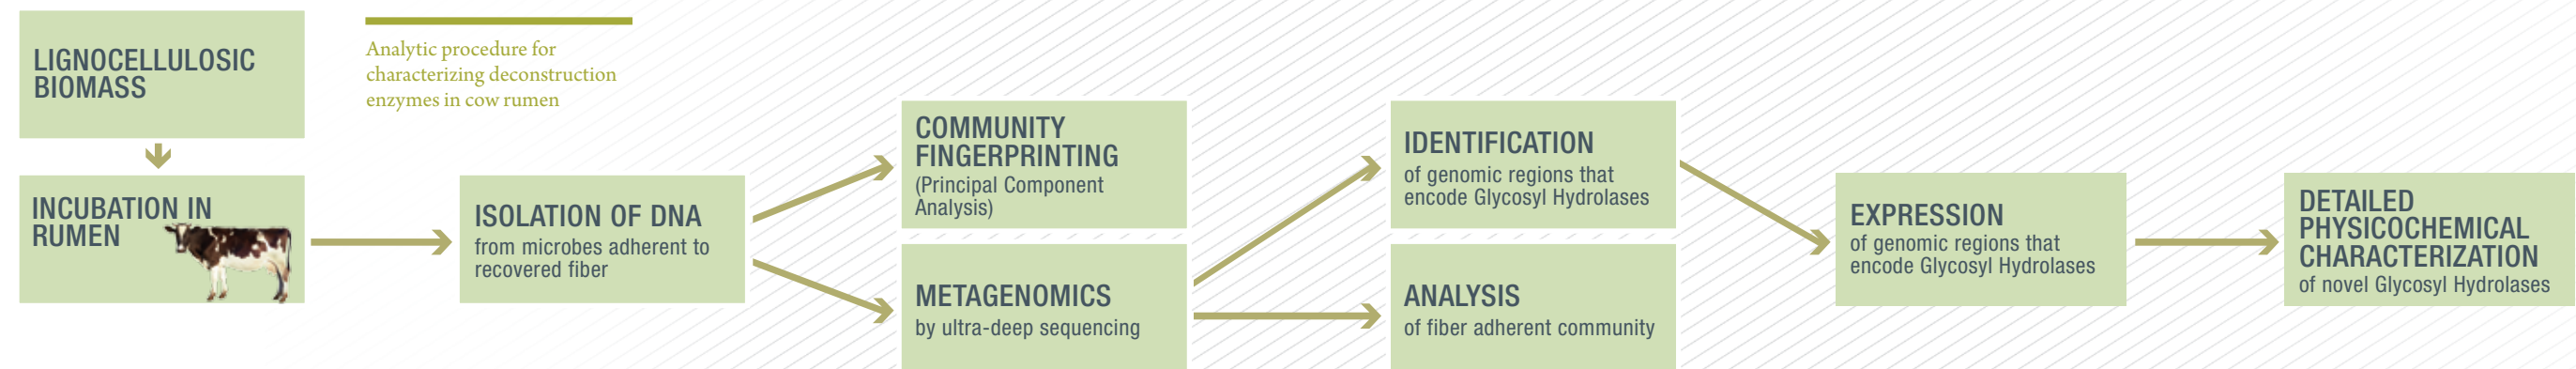 LIGNOCELLULOSIC
BIOMASS
Analytic procedure for
characterizing deconstruction
enzymes in cow rumen
INCUBATION IN
RUMEN
ISOLATION OF DNA
from microbes adherent to
recovered fiber
COMMUNITY
FINGERPRINTING
(Principal Component
Analysis)
METAGENOMICS
by ultra-deep sequencing
IDENTIFICATION
of genomic regions that
encode Glycosyl Hydrolases
ANALYSIS
of fiber adherent community
EXPRESSION
of genomic regions that
encode Glycosyl Hydrolases
DETAILED
PHYSICOCHEMICAL
CHARACTERIZATION
of novel Glycosyl Hydrolases